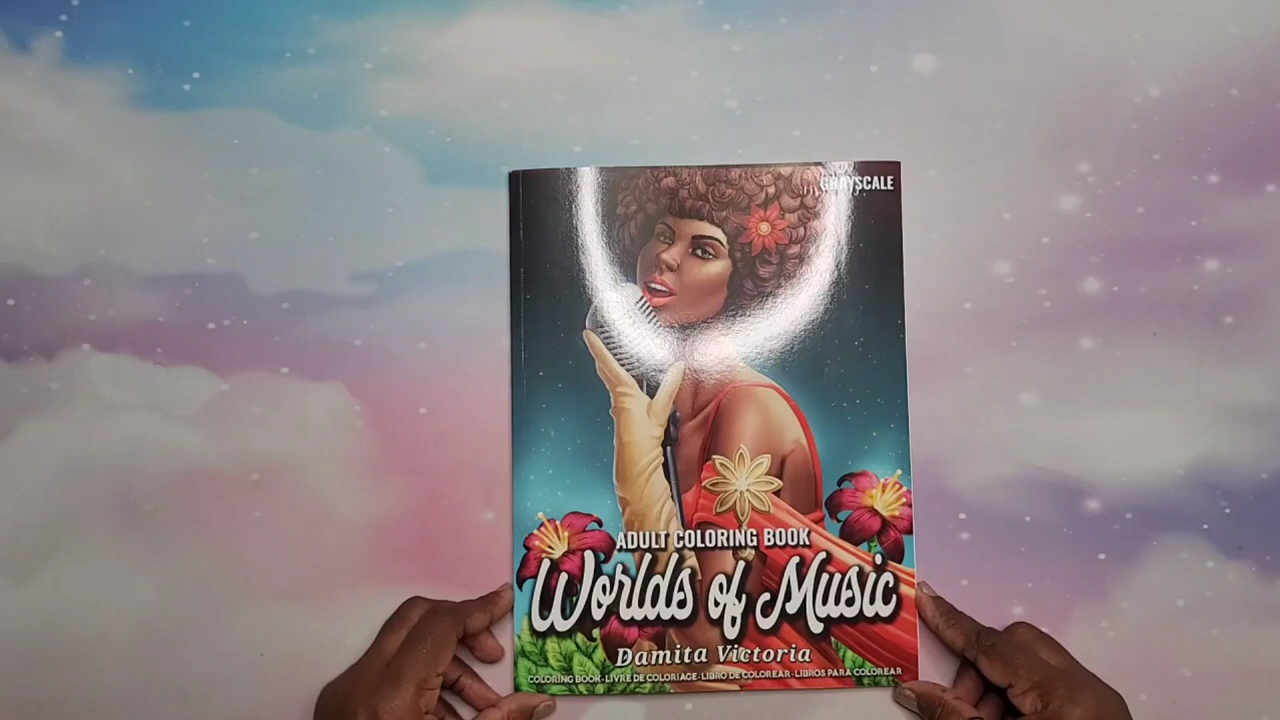 GRAYSCALE
ADULT COLORING BOOK
Worlds of Music
Damita Victoria
COLORING BOOK · LIVRE DE COLORIAGE · LIBRO DE COLOREAR · LIBROS PARA COLOREAR